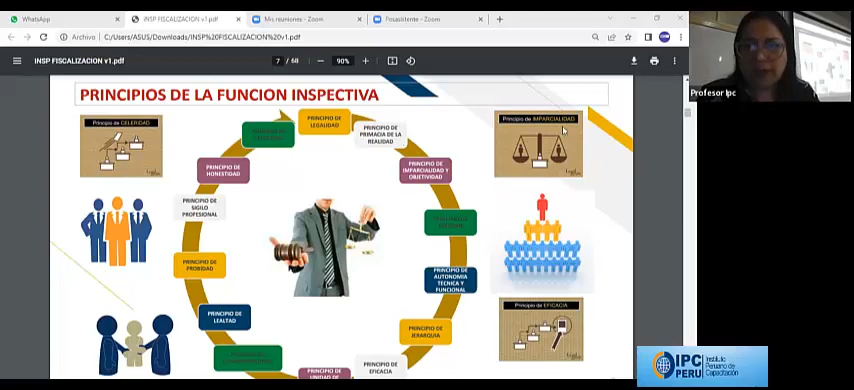 WhatsApp
INSP FISCALIZACION v1.pdf
Mis reuniones - Zoom
Posasistente - Zoom
Archivo
C:/Users/ASUS/Downloads/INSP%20FISCALIZACION%20v1.pdf
INSP FISCALIZACION v1.pdf
7 / 68
90%
PRINCIPIOS DE LA FUNCION INSPECTIVA
Principio de CELERIDAD
PRINCIPIO DE
LEGALIDAD
PRINCIPIO DE
PRIMACIA DE LA
REALIDAD
Principio de IMPARCIALIDAD
PRINCIPIO DE
HONESTIDAD
PRINCIPIO DE
IMPARCIALIDAD Y
OBJETIVIDAD
PRINCIPIO DE
SIGILO
PROFESIONAL
PRINCIPIO DE
PROBIDAD
PRINCIPIO DE
AUTONOMIA
TECNICA Y
FUNCIONAL
PRINCIPIO DE
LEALTAD
PRINCIPIO DE
JERARQUIA
Principio de EFICACIA
PRINCIPIO DE
EFICACIA
PRINCIPIO DE
UNIDAD DE
Profesor Ipc
IPC
PERU
Instituto
Peruano de
Capacitación